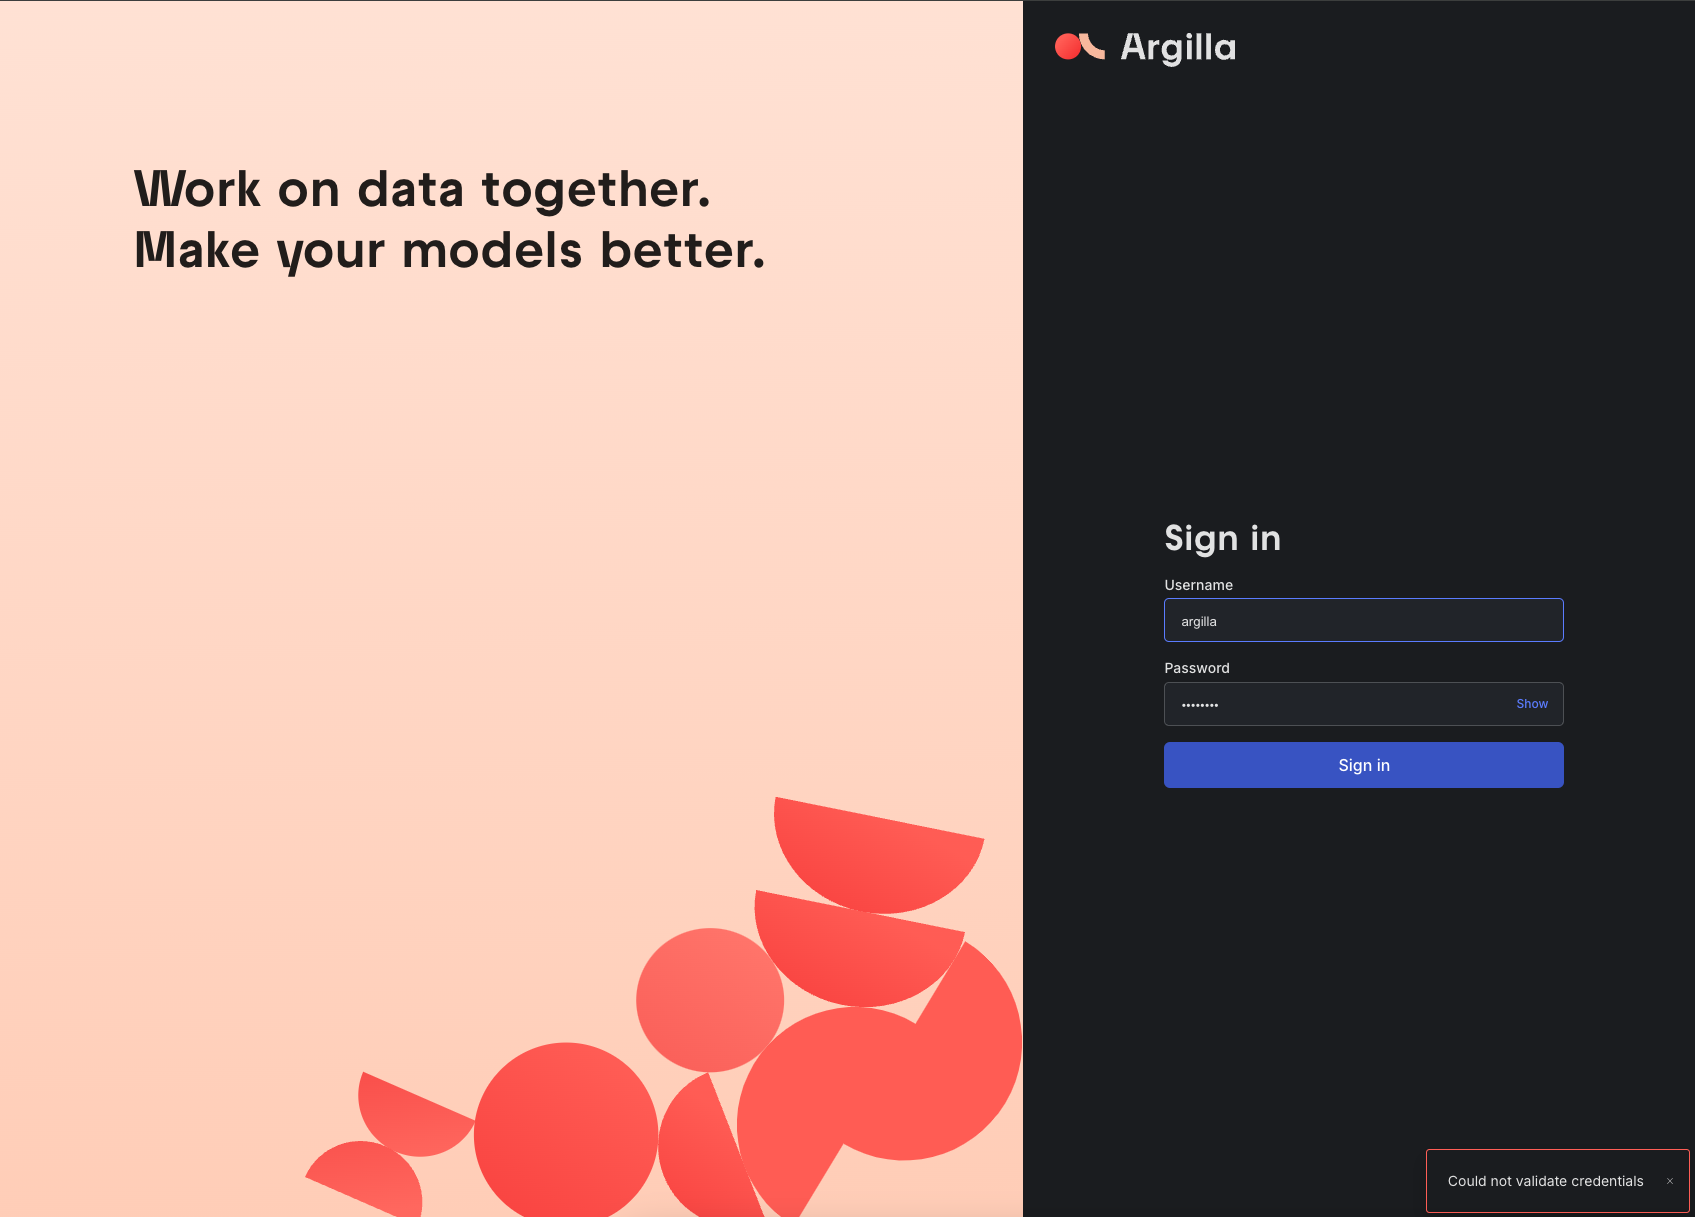 Work on data together.
Make your models better.
Argilla
Sign in
Username
argilla
Password
••••••••
Show
Sign in
Could not validate credentials
×